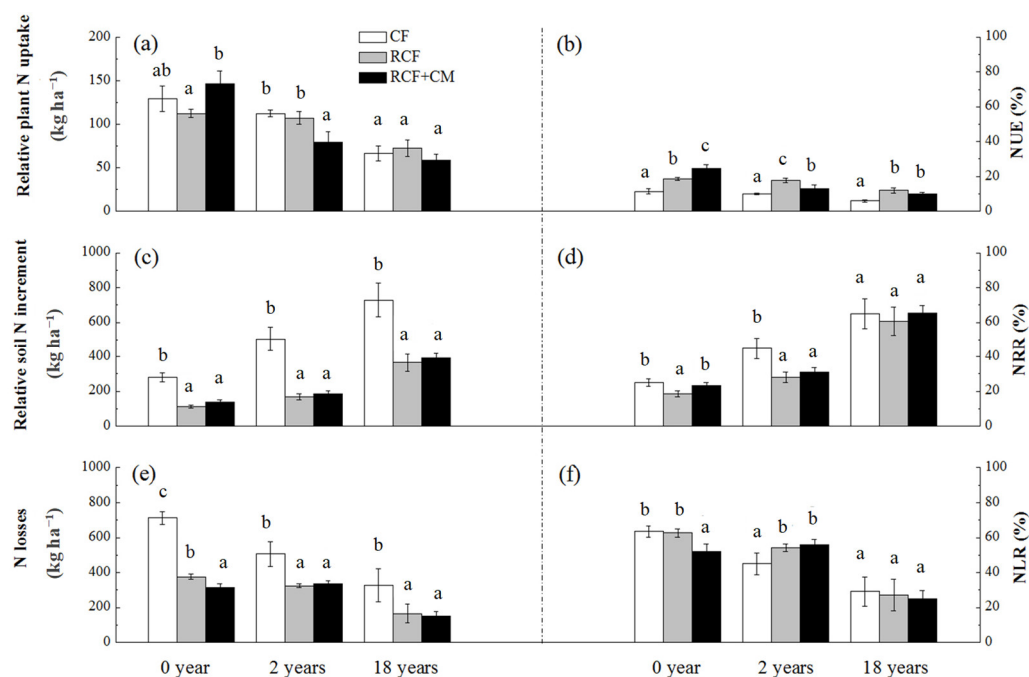 (a)
CF
RCF
RCF+CM
Relative plant N uptake
(kg ha⁻¹)
200
150
100
50
0
ab
a
b
b
b
a
a
a
a
(b)
NUE (%)
100
80
60
40
20
0
a
b
c
a
c
b
a
b
b
(c)
Relative soil N increment
(kg ha⁻¹)
1000
800
600
400
200
0
b
a
a
b
a
a
b
a
a
(d)
NRR (%)
100
80
60
40
20
0
b
a
b
b
a
a
a
a
a
(e)
N losses
(kg ha⁻¹)
1000
800
600
400
200
0
c
b
a
b
a
a
b
a
a
0 year
2 years
18 years
(f)
NLR (%)
100
80
60
40
20
0
b
b
a
a
b
b
a
a
a
0 year
2 years
18 years